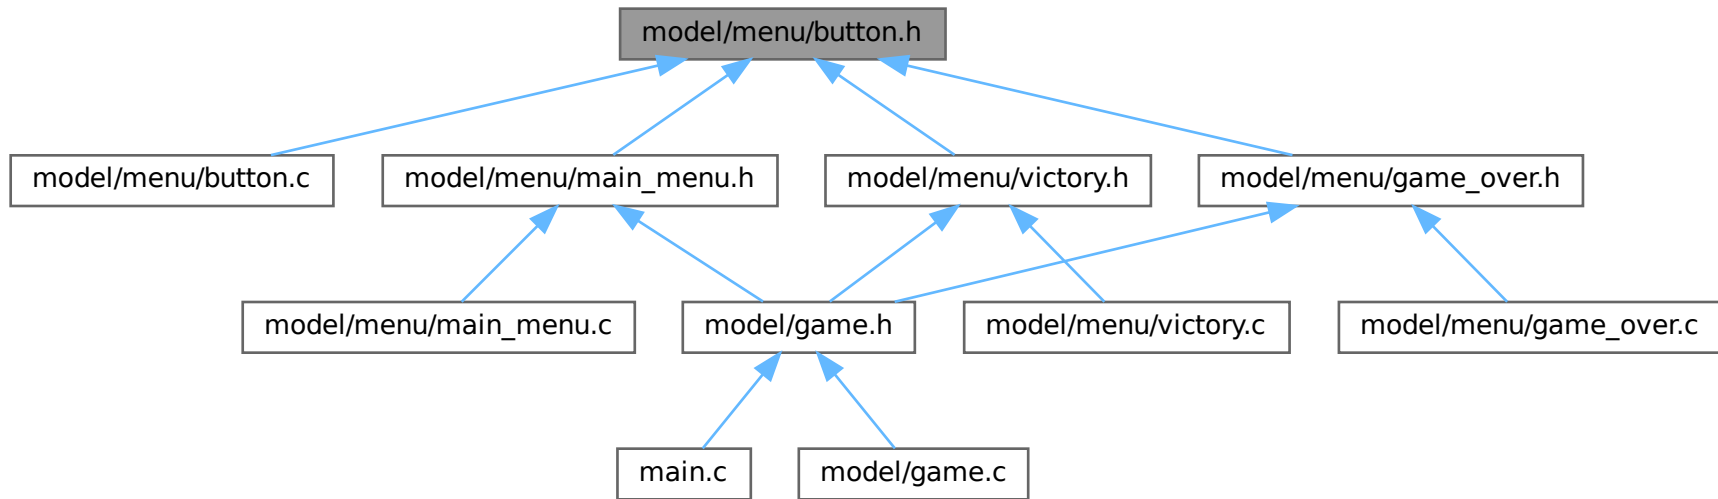 model/menu/button.h
model/menu/button.c
model/menu/main_menu.h
model/menu/victory.h
model/menu/game_over.h
model/menu/main_menu.c
model/game.h
model/menu/victory.c
model/menu/game_over.c
main.c
model/game.c